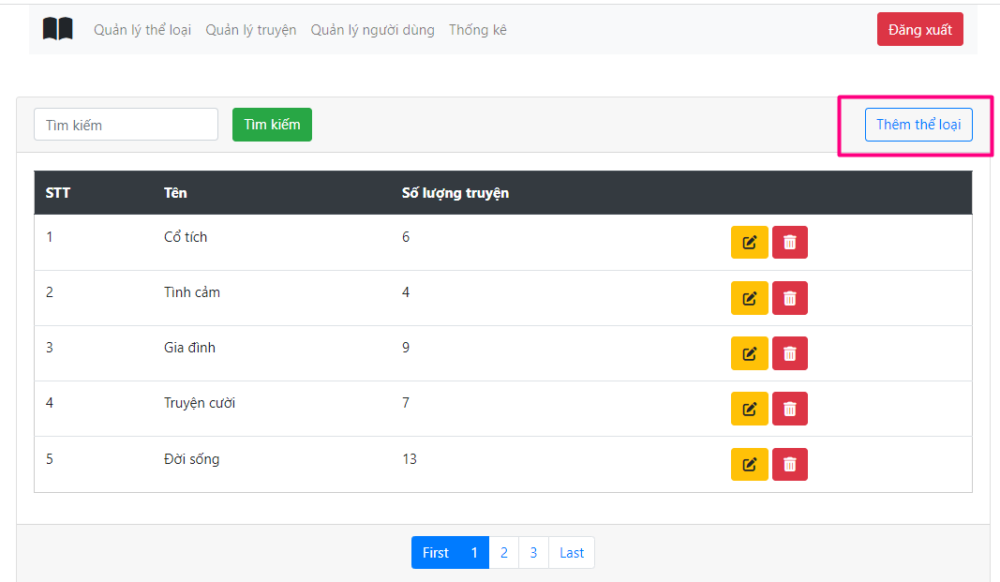 Quản lý thể loại Quản lý truyện Quản lý người dùng Thống kê Đăng xuất
Tìm kiếm Tìm kiếm Thêm thể loại
STT Tên Số lượng truyện
1 Cổ tích 6
2 Tình cảm 4
3 Gia đình 9
4 Truyện cười 7
5 Đời sống 13
First 1 2 3 Last